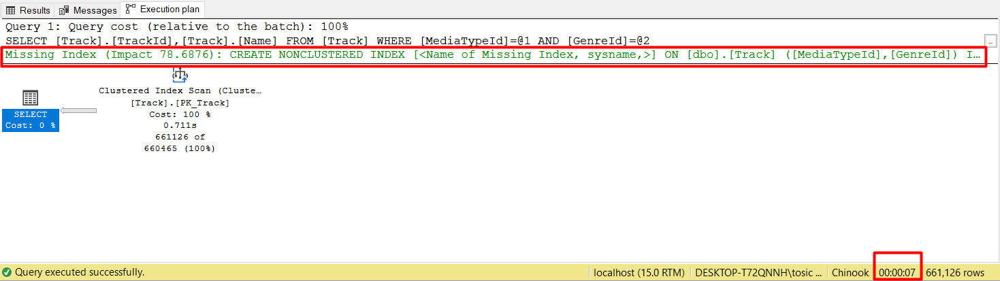 Results Messages Execution plan
Query 1: Query cost (relative to the batch): 100%
SELECT [Track].[TrackId],[Track].[Name] FROM [Track] WHERE [MediaTypeId]=@1 AND [GenreId]=@2
Missing Index (Impact 78.6876): CREATE NONCLUSTERED INDEX [<Name of Missing Index, sysname,>] ON [dbo].[Track] ([MediaTypeId],[GenreId]) I…
Clustered Index Scan (Cluste…
[Track].[PK_Track]
Cost: 100 %
0.711s
661126 of
660465 (100%)
SELECT
Cost: 0 %
Query executed successfully.
localhost (15.0 RTM) DESKTOP-T72QNNH\tosic ... Chinook 00:00:07 661,126 rows